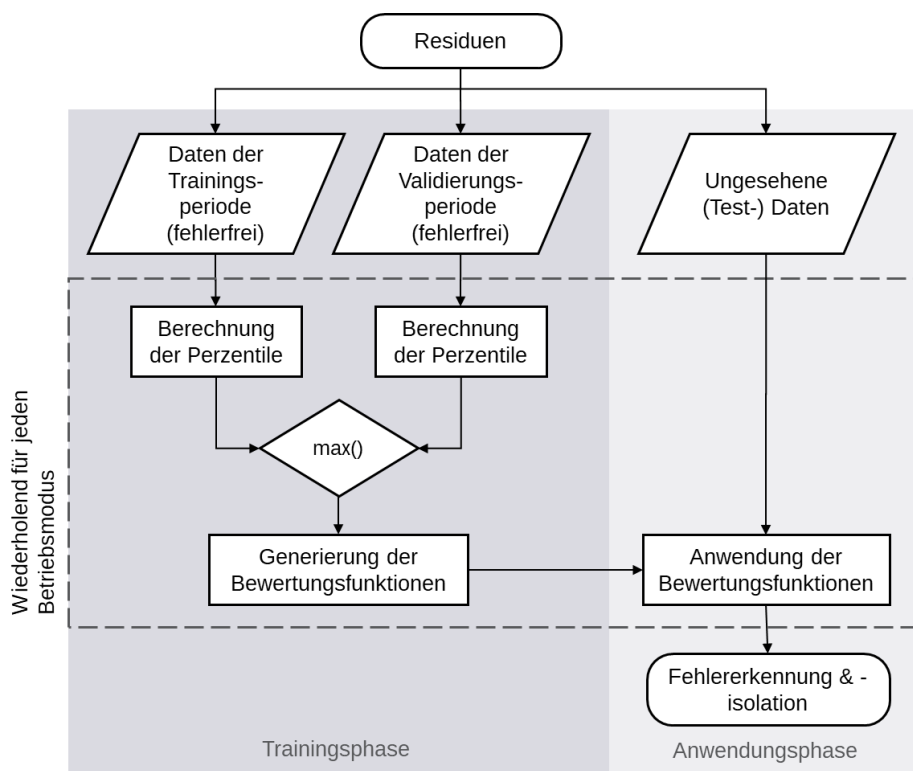 Residuen
Daten der
Trainings-
periode
(fehlerfrei)
Daten der
Validierungs-
periode
(fehlerfrei)
Ungesehene
(Test-) Daten
Wiederholend für jeden
Betriebsmodus
Berechnung
der Perzentile
Berechnung
der Perzentile
max()
Generierung der
Bewertungsfunktionen
Anwendung der
Bewertungsfunktionen
Fehlererkennung & -
isolation
Trainingsphase
Anwendungsphase